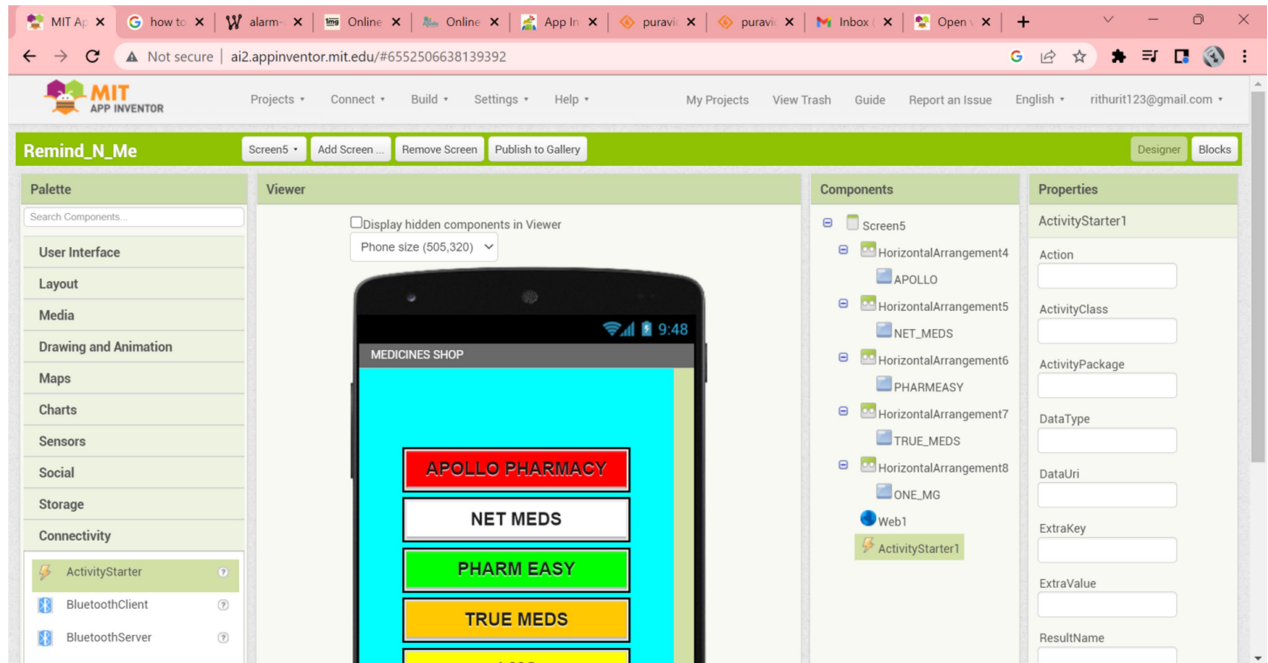 MIT Ap
how to
alarm-
Online
Online
App In
puravic
puravic
Inbox (
Open v
Not secure | ai2.appinventor.mit.edu/#6552506638139392
MIT
APP INVENTOR
Projects
Connect
Build
Settings
Help
My Projects
View Trash
Guide
Report an Issue
English
rithurit123@gmail.com
Remind_N_Me
Screen5
Add Screen ...
Remove Screen
Publish to Gallery
Designer
Blocks
Palette
Search Components...
User Interface
Layout
Media
Drawing and Animation
Maps
Charts
Sensors
Social
Storage
Connectivity
ActivityStarter
BluetoothClient
BluetoothServer
Viewer
Display hidden components in Viewer
Phone size (505,320)
9:48
MEDICINES SHOP
APOLLO PHARMACY
NET MEDS
PHARM EASY
TRUE MEDS
Components
Screen5
HorizontalArrangement4
APOLLO
HorizontalArrangement5
NET_MEDS
HorizontalArrangement6
PHARMEASY
HorizontalArrangement7
TRUE_MEDS
HorizontalArrangement8
ONE_MG
Web1
ActivityStarter1
Properties
ActivityStarter1
Action
ActivityClass
ActivityPackage
DataType
DataUri
ExtraKey
ExtraValue
ResultName